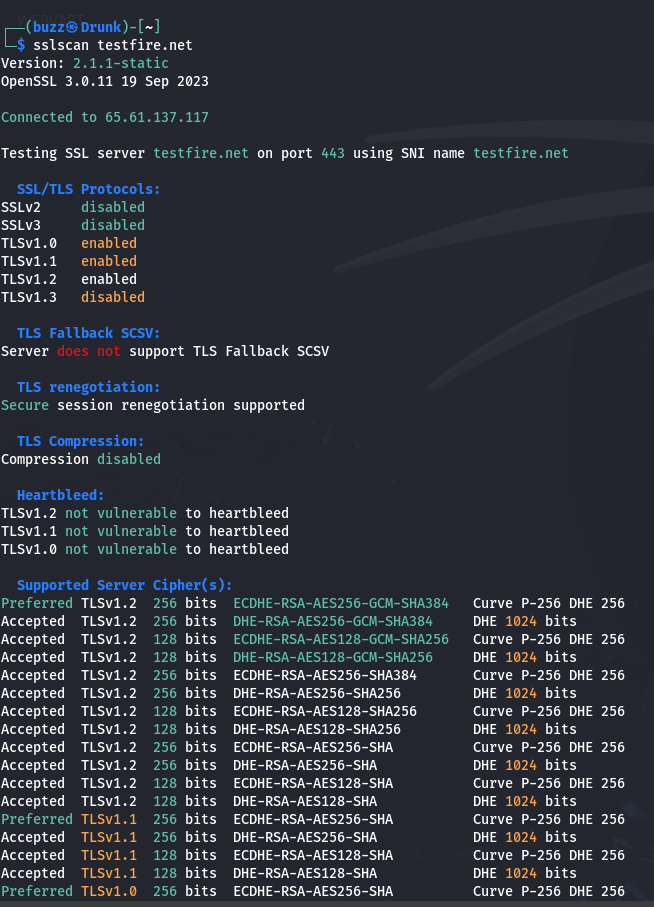 ┌──(buzz㉿Drunk)-[~]
└─$ sslscan testfire.net
Version: 2.1.1-static
OpenSSL 3.0.11 19 Sep 2023
Connected to 65.61.137.117
Testing SSL server testfire.net on port 443 using SNI name testfire.net
SSL/TLS Protocols:
SSLv2 disabled
SSLv3 disabled
TLSv1.0 enabled
TLSv1.1 enabled
TLSv1.2 enabled
TLSv1.3 disabled
TLS Fallback SCSV:
Server does not support TLS Fallback SCSV
TLS renegotiation:
Secure session renegotiation supported
TLS Compression:
Compression disabled
Heartbleed:
TLSv1.2 not vulnerable to heartbleed
TLSv1.1 not vulnerable to heartbleed
TLSv1.0 not vulnerable to heartbleed
Supported Server Cipher(s):
Preferred TLSv1.2 256 bits ECDHE-RSA-AES256-GCM-SHA384 Curve P-256 DHE 256
Accepted TLSv1.2 256 bits DHE-RSA-AES256-GCM-SHA384 DHE 1024 bits
Accepted TLSv1.2 128 bits ECDHE-RSA-AES128-GCM-SHA256 Curve P-256 DHE 256
Accepted TLSv1.2 128 bits DHE-RSA-AES128-GCM-SHA256 DHE 1024 bits
Accepted TLSv1.2 256 bits ECDHE-RSA-AES256-SHA384 Curve P-256 DHE 256
Accepted TLSv1.2 256 bits DHE-RSA-AES256-SHA256 DHE 1024 bits
Accepted TLSv1.2 128 bits ECDHE-RSA-AES128-SHA256 Curve P-256 DHE 256
Accepted TLSv1.2 128 bits DHE-RSA-AES128-SHA256 DHE 1024 bits
Accepted TLSv1.2 256 bits ECDHE-RSA-AES256-SHA Curve P-256 DHE 256
Accepted TLSv1.2 256 bits DHE-RSA-AES256-SHA DHE 1024 bits
Accepted TLSv1.2 128 bits ECDHE-RSA-AES128-SHA Curve P-256 DHE 256
Accepted TLSv1.2 128 bits DHE-RSA-AES128-SHA DHE 1024 bits
Preferred TLSv1.1 256 bits ECDHE-RSA-AES256-SHA Curve P-256 DHE 256
Accepted TLSv1.1 256 bits DHE-RSA-AES256-SHA DHE 1024 bits
Accepted TLSv1.1 128 bits ECDHE-RSA-AES128-SHA Curve P-256 DHE 256
Accepted TLSv1.1 128 bits DHE-RSA-AES128-SHA DHE 1024 bits
Preferred TLSv1.0 256 bits ECDHE-RSA-AES256-SHA Curve P-256 DHE 256